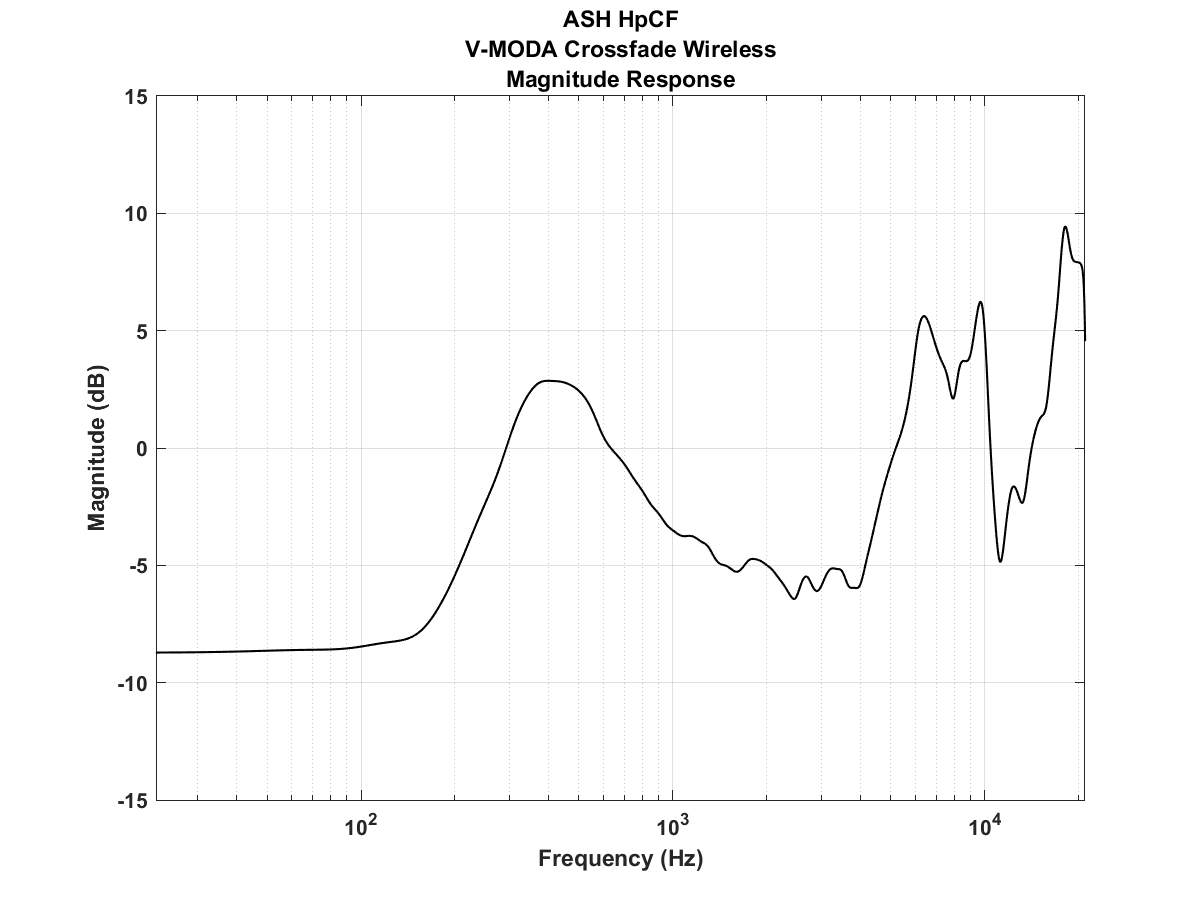 ASH HpCF
V-MODA Crossfade Wireless
Magnitude Response
15
10
5
0
-5
-10
-15
Magnitude (dB)
10²
10³
10⁴
Frequency (Hz)